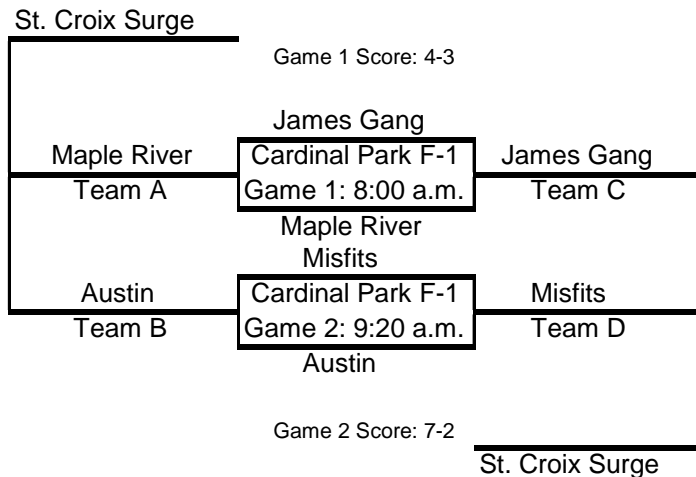 St. Croix Surge
Game 1 Score: 4-3
James Gang
Maple River Cardinal Park F-1 James Gang
Team A Game 1: 8:00 a.m. Team C
Maple River
Misfits
Austin Cardinal Park F-1 Misfits
Team B Game 2: 9:20 a.m. Team D
Austin
Game 2 Score: 7-2
St. Croix Surge